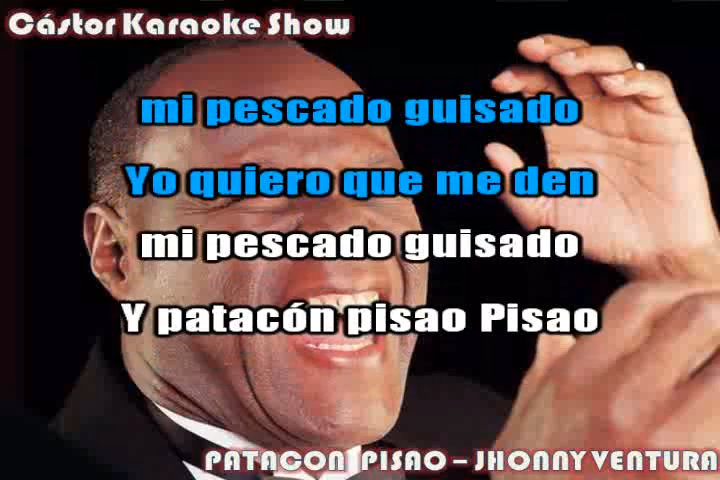 Cástor Karaoke Show
mi pescado guisado
Yo quiero que me den
mi pescado guisado
Y patacón pisao Pisao
PATACON PISAO – JHONNY VENTURA